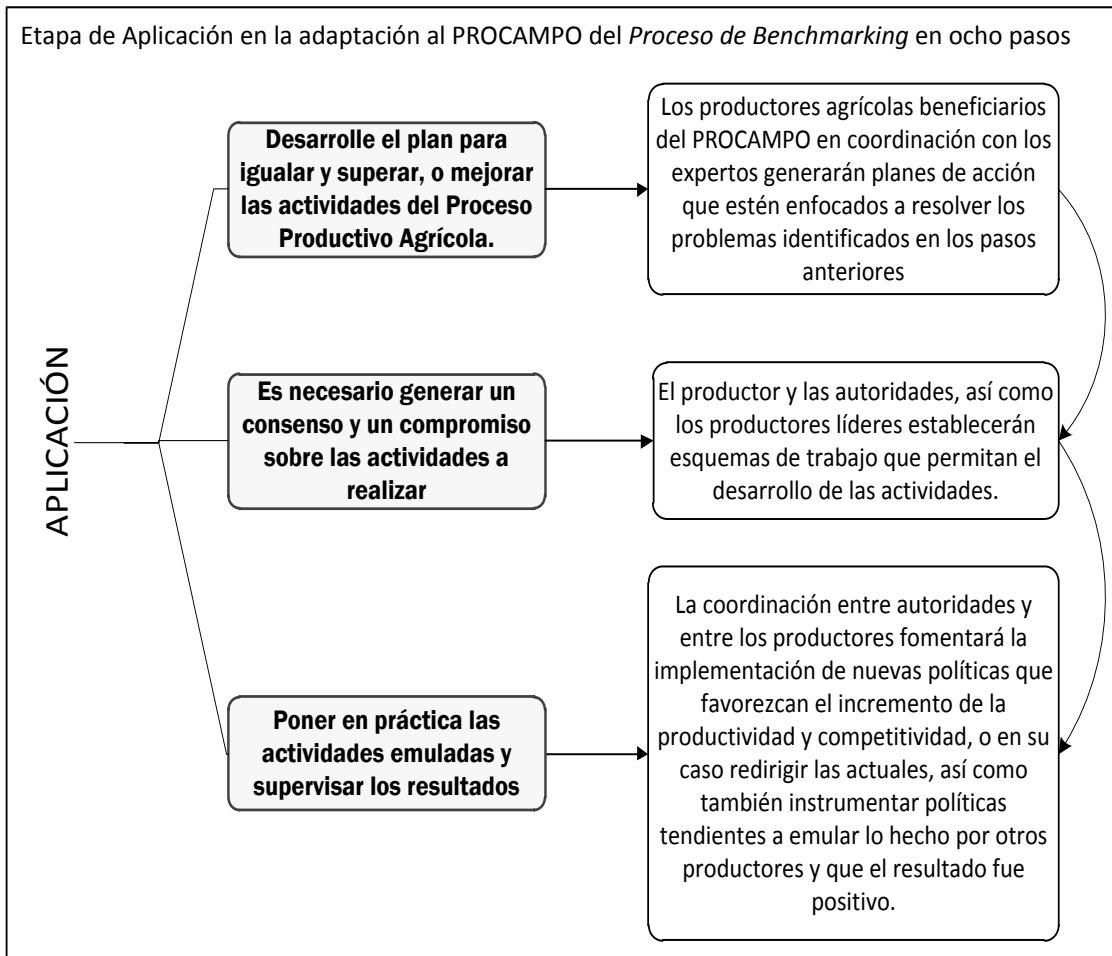 Etapa de Aplicación en la adaptación al PROCAMPO del Proceso de Benchmarking en ocho pasos
APLICACIÓN
Desarrolle el plan para
igualar y superar, o mejorar
las actividades del Proceso
Productivo Agrícola.
Los productores agrícolas beneficiarios
del PROCAMPO en coordinación con los
expertos generarán planes de acción
que estén enfocados a resolver los
problemas identificados en los pasos
anteriores
Es necesario generar un
consenso y un compromiso
sobre las actividades a
realizar
El productor y las autoridades, así como
los productores líderes establecerán
esquemas de trabajo que permitan el
desarrollo de las actividades.
Poner en práctica las
actividades emuladas y
supervisar los resultados
La coordinación entre autoridades y
entre los productores fomentará la
implementación de nuevas políticas que
favorezcan el incremento de la
productividad y competitividad, o en su
caso redirigir las actuales, así como
también instrumentar políticas
tendientes a emular lo hecho por otros
productores y que el resultado fue
positivo.